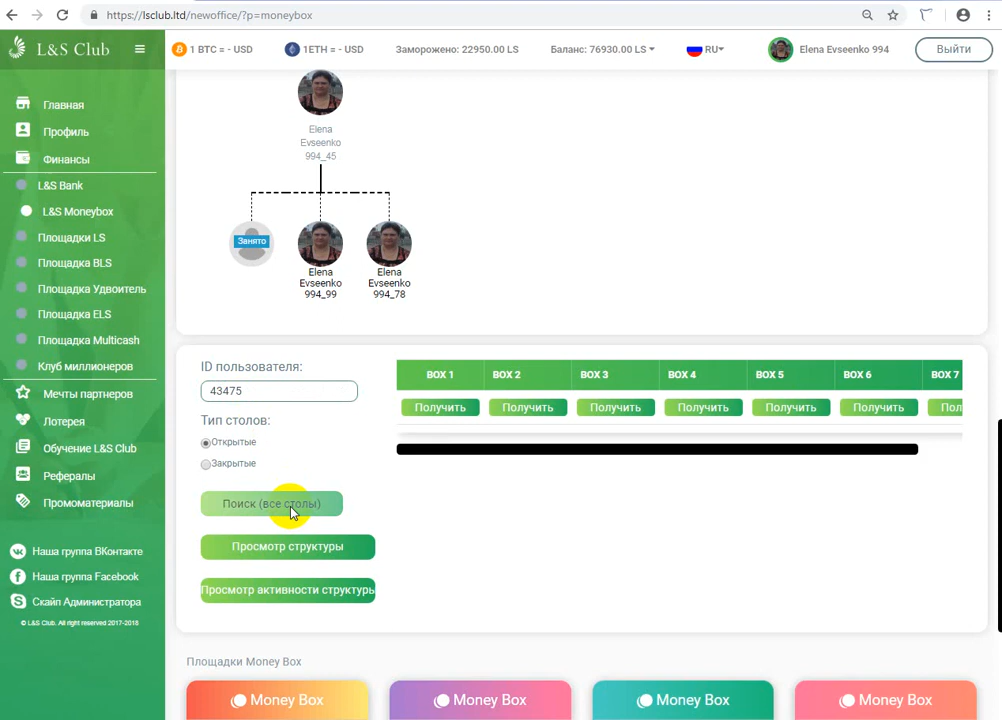 https://lsclub.ltd/newoffice/?p=moneybox
L&S Club
1 BTC = - USD
1ETH = - USD
Заморожено: 22950.00 LS
Баланс: 76930.00 LS
RU
Elena Evseenko 994
Выйти
Главная
Профиль
Финансы
L&S Bank
L&S Moneybox
Площадки LS
Площадка BLS
Площадка Удвоитель
Площадка ELS
Площадка Multicash
Клуб миллионеров
Мечты партнеров
Лотерея
Обучение L&S Club
Рефералы
Промоматериалы
Наша группа ВКонтакте
Наша группа Facebook
Скайп Администратора
© L&S Club. All right reserved 2017-2018
Elena
Evseenko
994_45
Занято
Elena
Evseenko
994_99
Elena
Evseenko
994_78
ID пользователя:
43475
Тип столов:
Открытые
Закрытые
Поиск (все столы)
Просмотр структуры
Просмотр активности структуры
BOX 1 BOX 2 BOX 3 BOX 4 BOX 5 BOX 6 BOX 7
Получить Получить Получить Получить Получить Получить Пол
Площадки Money Box
Money Box Money Box Money Box Money Box